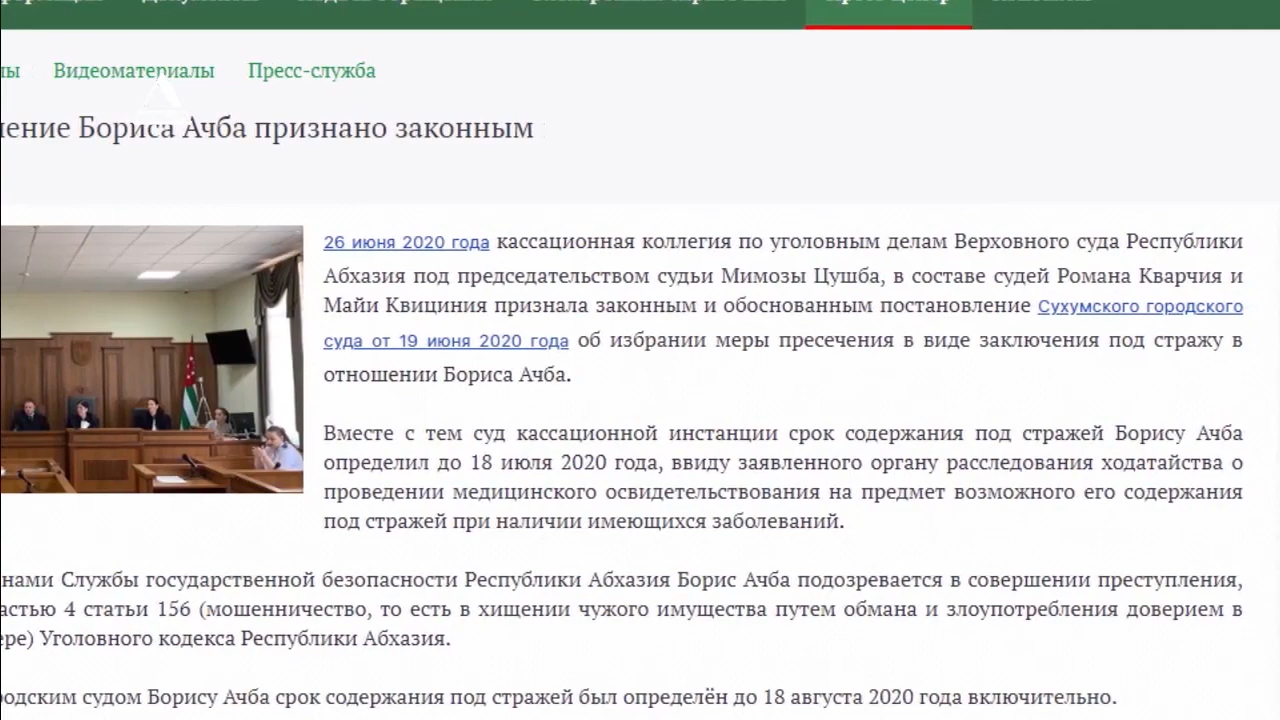 Видеоматериалы Пресс-служба
Бориса Ачба признано законным
26 июня 2020 года кассационная коллегия по уголовным делам Верховного суда Республики
Абхазия под председательством судьи Мимозы Цушба, в составе судей Романа Кварчия и
Майи Квициния признала законным и обоснованным постановление Сухумского городского
суда от 19 июня 2020 года об избрании меры пресечения в виде заключения под стражу в
отношении Бориса Ачба.
Вместе с тем суд кассационной инстанции срок содержания под стражей Борису Ачба
определил до 18 июля 2020 года, ввиду заявленного органу расследования ходатайства о
проведении медицинского освидетельствования на предмет возможного его содержания
под стражей при наличии имеющихся заболеваний.
нами Службы государственной безопасности Республики Абхазия Борис Ачба подозревается в совершении преступления,
астью 4 статьи 156 (мошенничество, то есть в хищении чужого имущества путем обмана и злоупотребления доверием в
ере) Уголовного кодекса Республики Абхазия.
родским судом Борису Ачба срок содержания под стражей был определён до 18 августа 2020 года включительно.